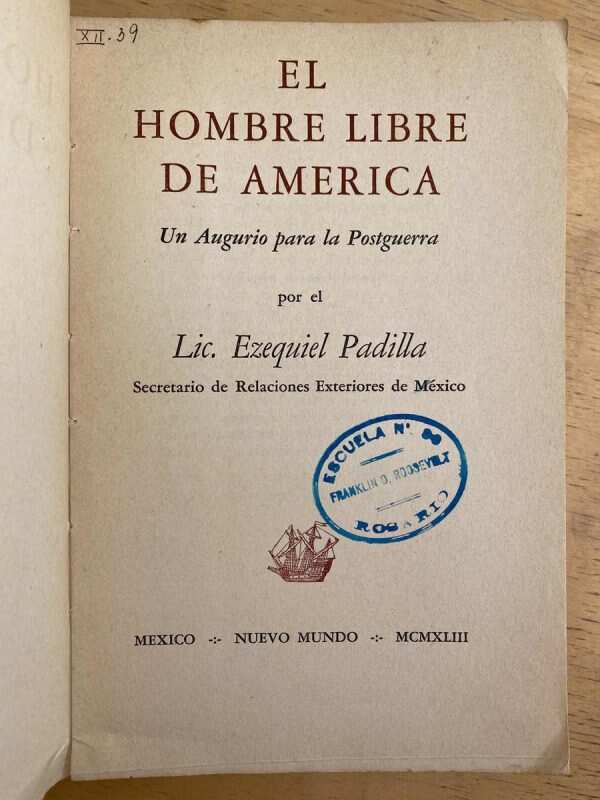 XII.39
EL
HOMBRE LIBRE
DE AMERICA
Un Augurio para la Postguerra
por el
Lic. Ezequiel Padilla
Secretario de Relaciones Exteriores de México
ESCUELA Nº
FRANKLIN D. ROOSEVELT
ROSARIO
MEXICO -:- NUEVO MUNDO -:- MCMXLIII